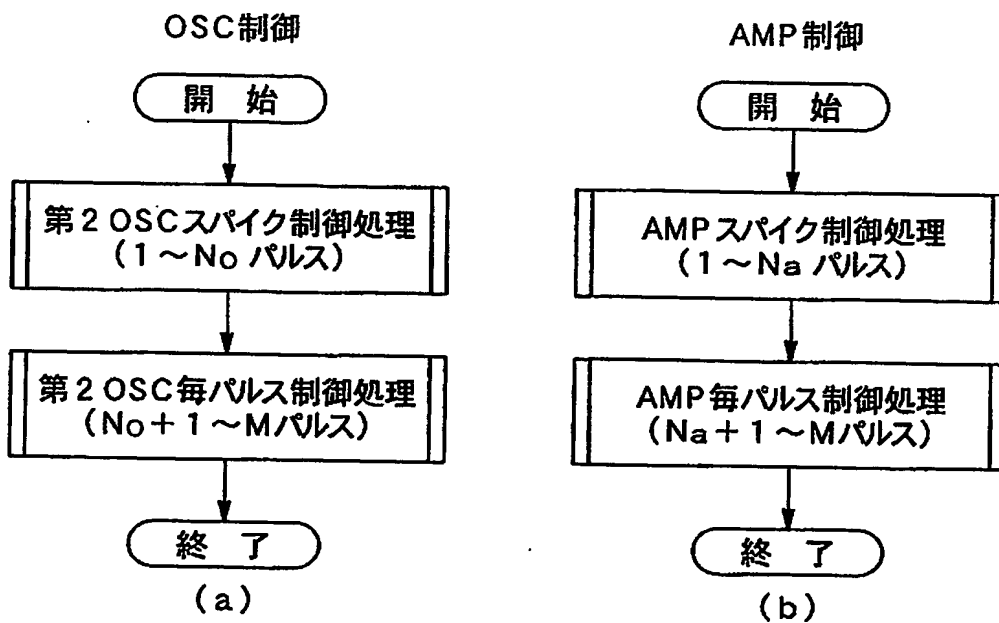 OSC制御
開 始
第2OSCスパイク制御処理
(1~No パルス)
第2OSC毎パルス制御処理
(No+1~Mパルス)
終 了
(a)
AMP制御
開 始
AMPスパイク制御処理
(1~Na パルス)
AMP毎パルス制御処理
(Na+1~Mパルス)
終 了
(b)